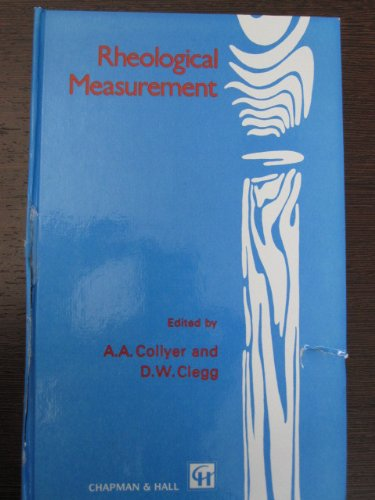 Rheological
Measurement
Edited by
A.A. Collyer and
D.W. Clegg
CHAPMAN & HALL
CH